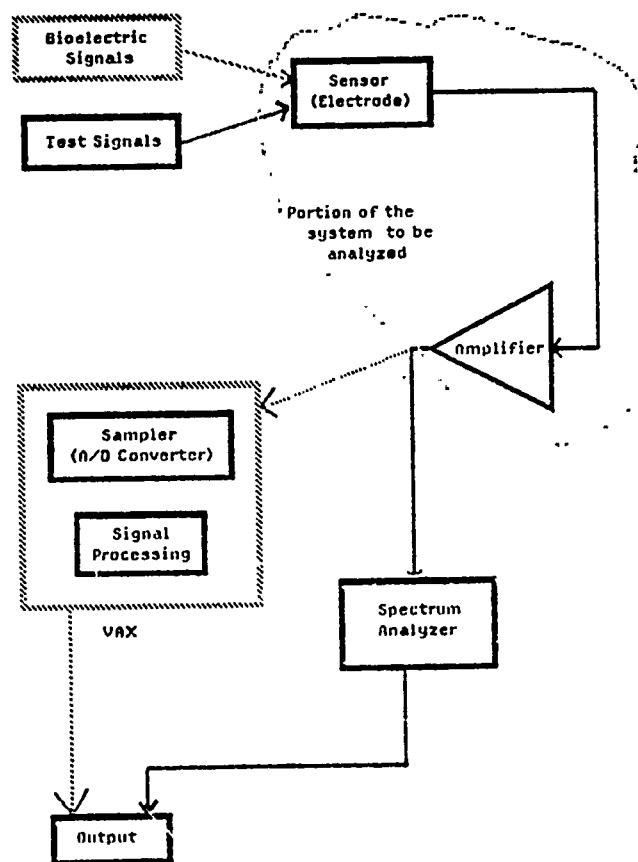 Bioelectric
Signals
Sensor
(Electrode)
Test Signals
Portion of the
system to be
analyzed
Amplifier
Sampler
(A/D Converter)
Signal
Processing
Spectrum
Analyzer
VAX
Output